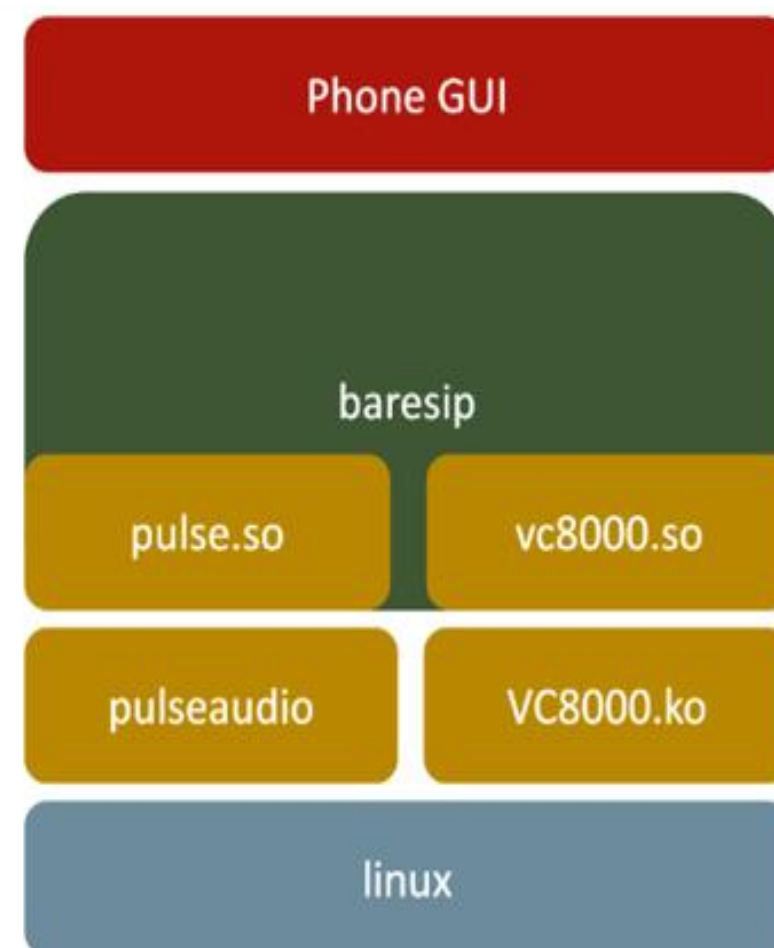 Phone GUI
baresip
pulse.so
vc8000.so
pulseaudio
VC8000.ko
linux